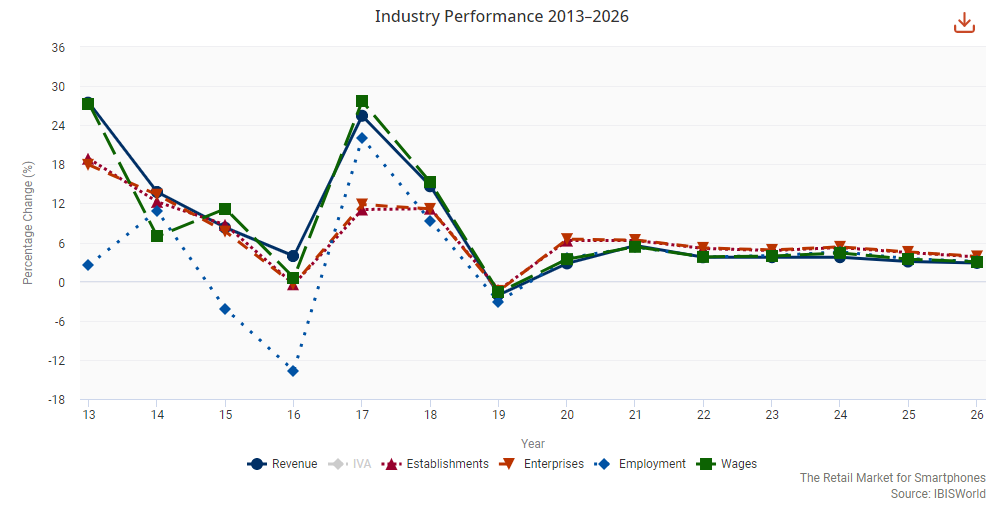 Industry Performance 2013–2026
Percentage Change (%)
36
30
24
18
12
6
0
-6
-12
-18
13 14 15 16 17 18 19 20 21 22 23 24 25 26
Year
Revenue IVA Establishments Enterprises Employment Wages
The Retail Market for Smartphones
Source: IBISWorld